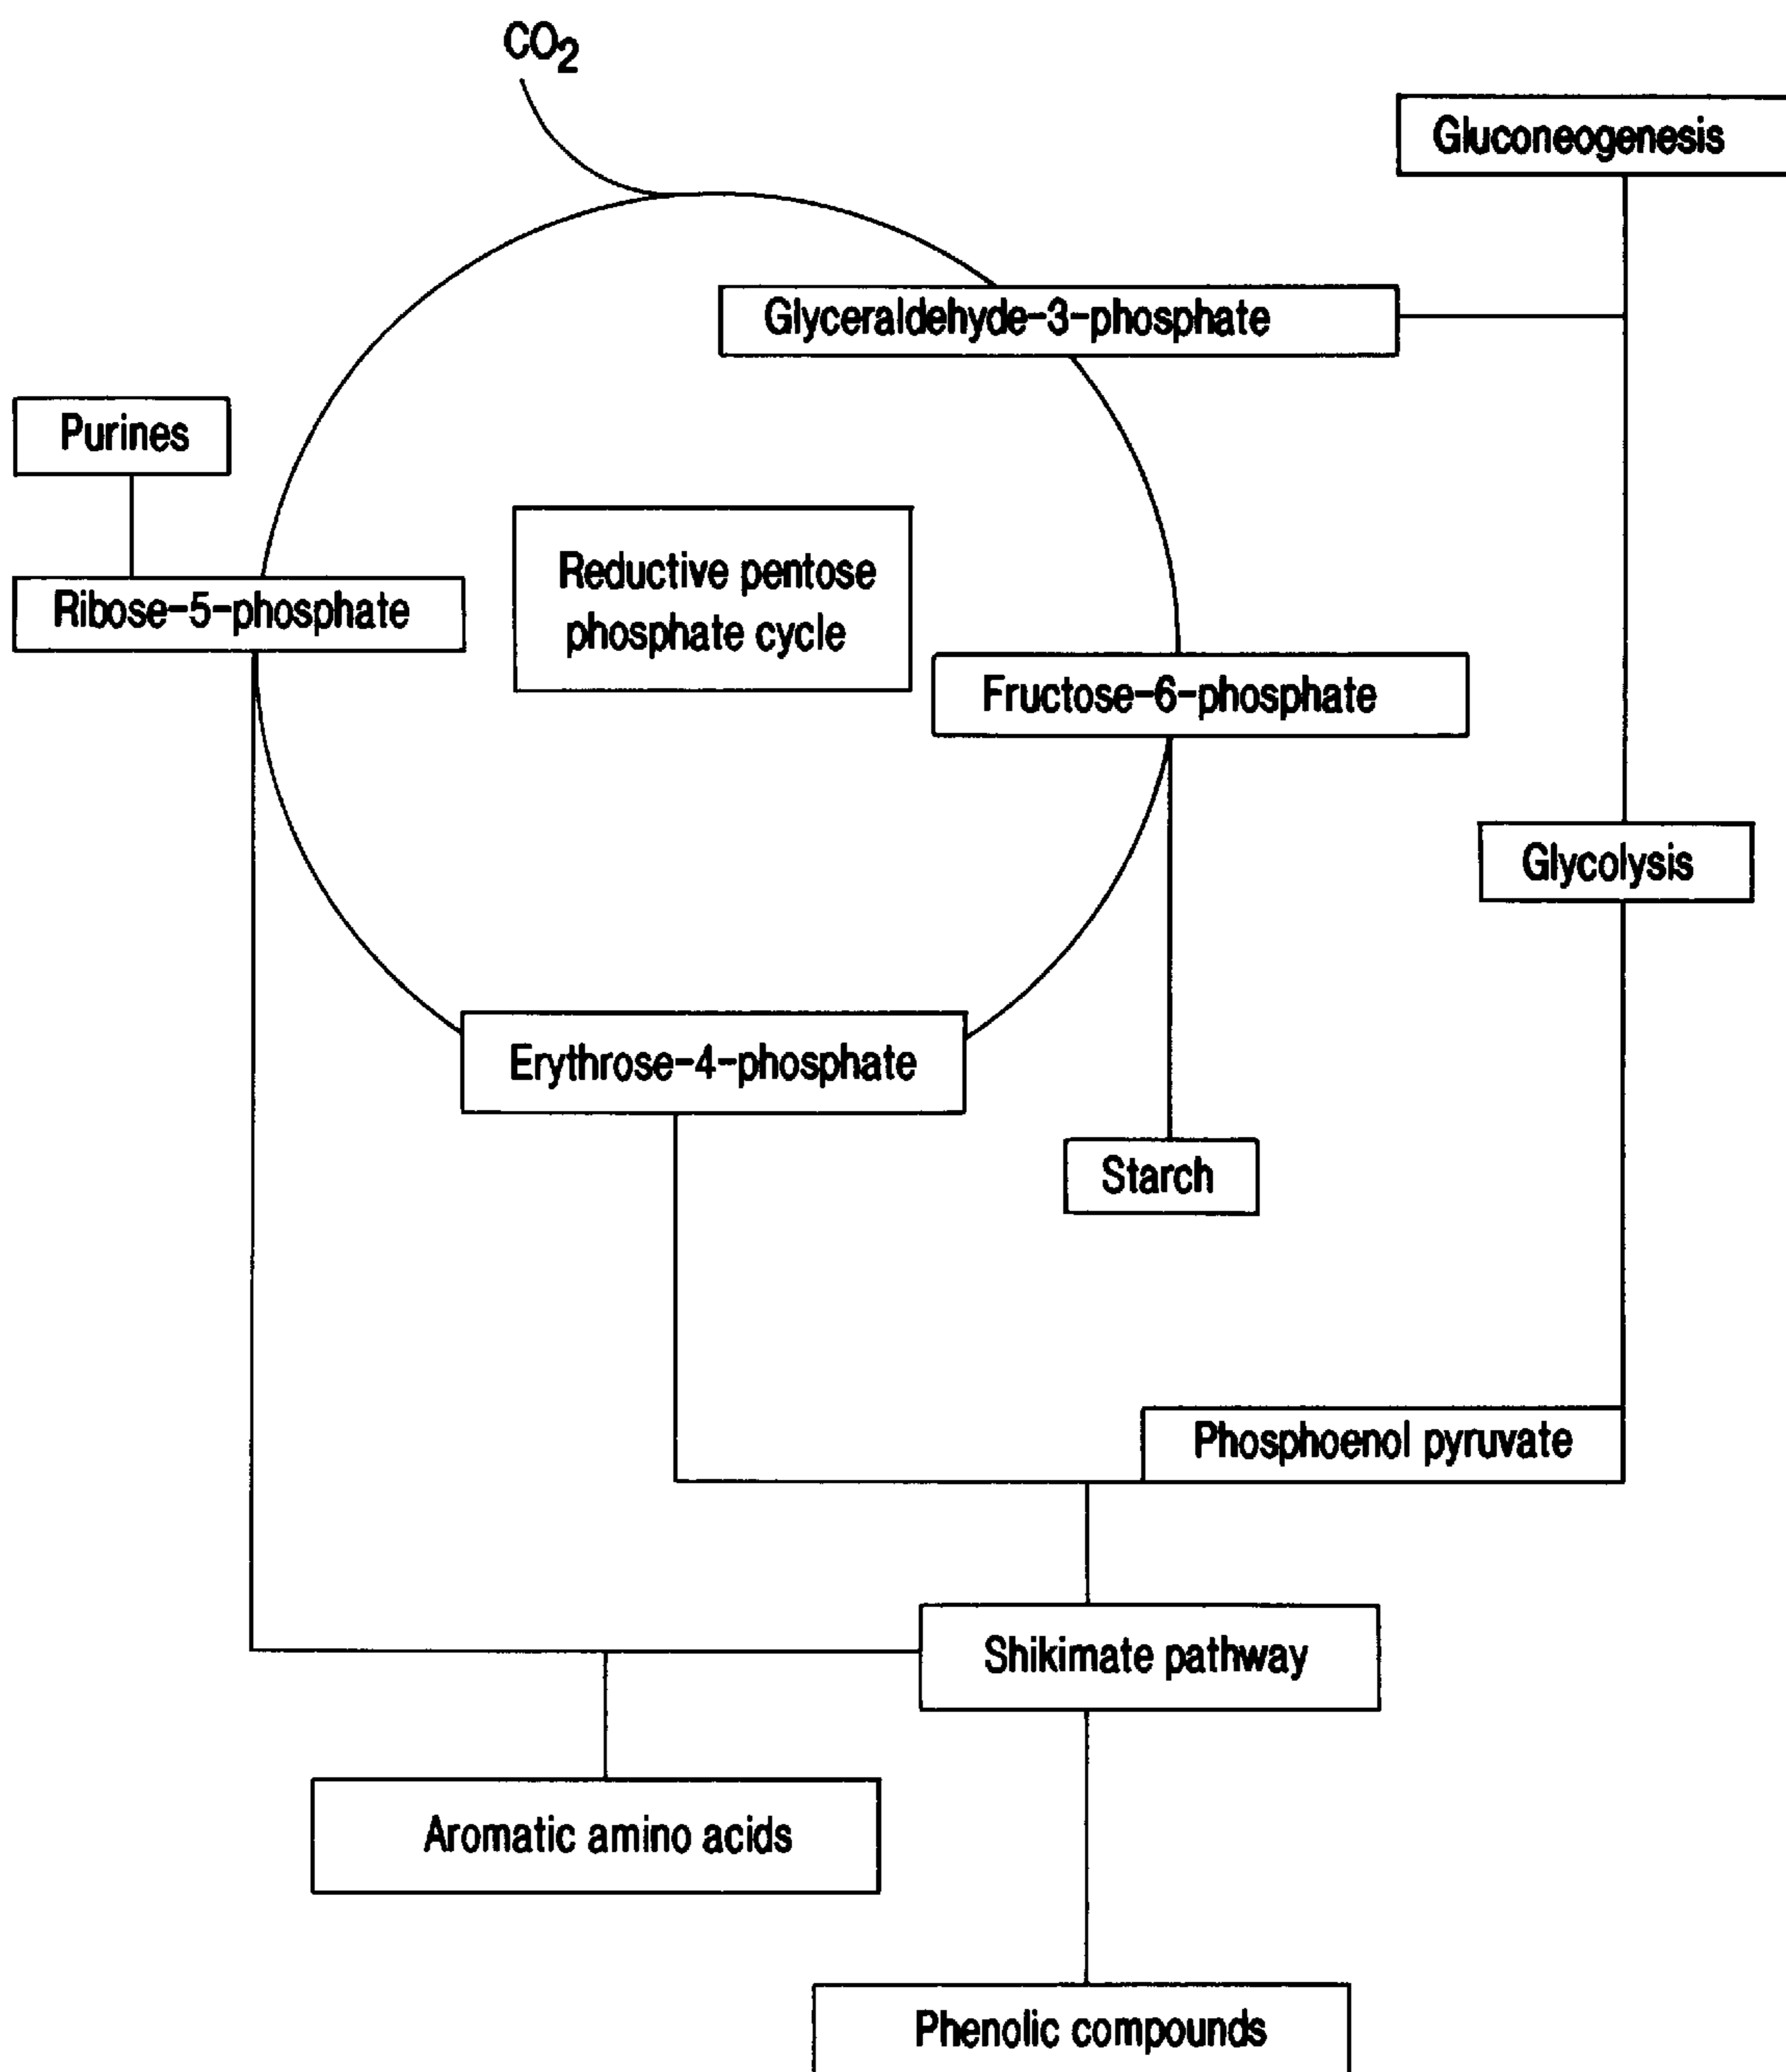 CO₂
Gluconeogenesis
Glyceraldehyde-3-phosphate
Purines
Reductive pentose
phosphate cycle
Ribose-5-phosphate
Fructose-6-phosphate
Glycolysis
Erythrose-4-phosphate
Starch
Phosphoenol pyruvate
Shikimate pathway
Aromatic amino acids
Phenolic compounds